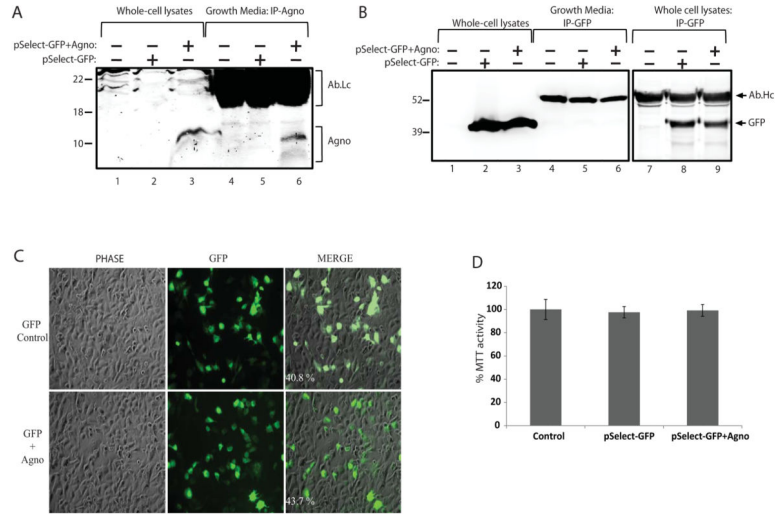 A
Whole-cell lysates
Growth Media: IP-Agno
pSelect-GFP+Agno: – – + – – +
pSelect-GFP: – + – – + –
22
18
10
Ab.Lc
Agno
1 2 3 4 5 6
B
Whole-cell lysates
Growth Media: IP-GFP
Whole cell lysates: IP-GFP
pSelect-GFP+Agno: – – + – – + – – +
pSelect-GFP: – + – – + – – + –
52
39
Ab.Hc
GFP
1 2 3 4 5 6 7 8 9
C
PHASE GFP MERGE
GFP Control
40.8 %
GFP + Agno
43.7 %
D
% MTT activity
120
100
80
60
40
20
0
Control pSelect-GFP pSelect-GFP+Agno